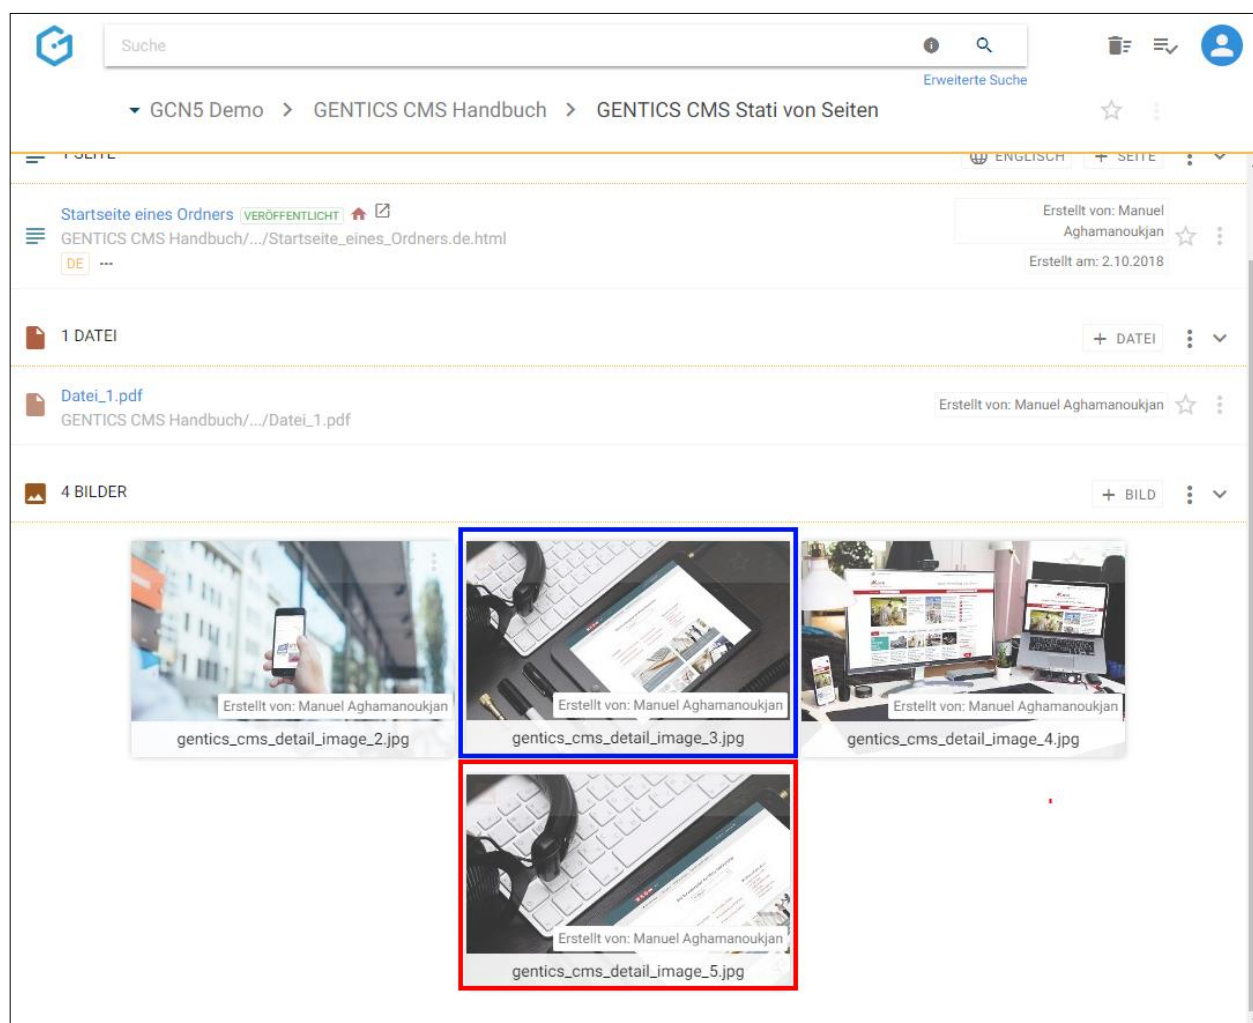 Suche
Erweiterte Suche
GCN5 Demo > GENTICS CMS Handbuch > GENTICS CMS Stati von Seiten
1 SEITE
ENGLISCH
+ SEITE
Startseite eines Ordners VERÖFFENTLICHT
Erstellt von: Manuel
Aghamanoukjan
GENTICS CMS Handbuch/.../Startseite_eines_Ordners.de.html
DE
Erstellt am: 2.10.2018
1 DATEI
+ DATEI
Datei_1.pdf
Erstellt von: Manuel Aghamanoukjan
GENTICS CMS Handbuch/.../Datei_1.pdf
4 BILDER
+ BILD
Erstellt von: Manuel Aghamanoukjan
gentics_cms_detail_image_2.jpg
Erstellt von: Manuel Aghamanoukjan
gentics_cms_detail_image_3.jpg
Erstellt von: Manuel Aghamanoukjan
gentics_cms_detail_image_4.jpg
Erstellt von: Manuel Aghamanoukjan
gentics_cms_detail_image_5.jpg